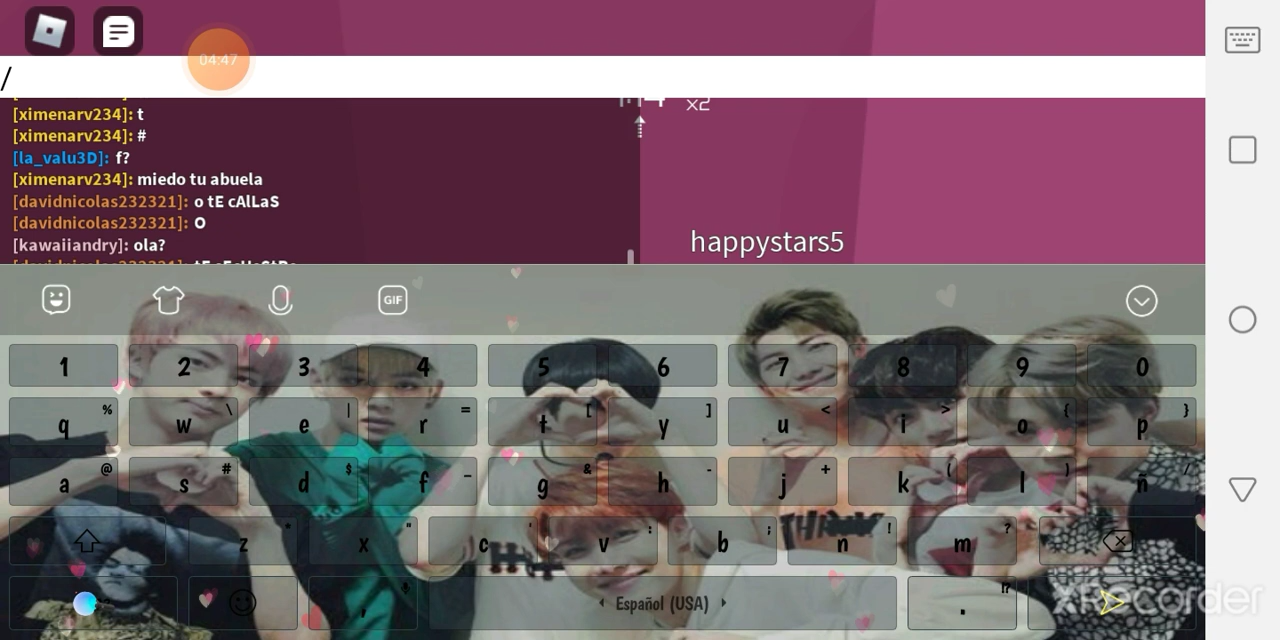 04:47
/
[ximenarv234]: t
[ximenarv234]: #
x2
[la_valu3D]: f?
[ximenarv234]: miedo tu abuela
[davidnicolas232321]: o tE cAlLaS
[davidnicolas232321]: O
[kawaiiandry]: ola?
happystars5
GIF
1 2 3 4 5 6 7 8 9 0
% \ | = [ ] < > { }
q w e r t y u i o p
@ # $ _ & - + ( ) /
a s d f g h j k l ñ
* " ' : ; ! ?
z x c v b n m
, Español (USA) .
XRecorder